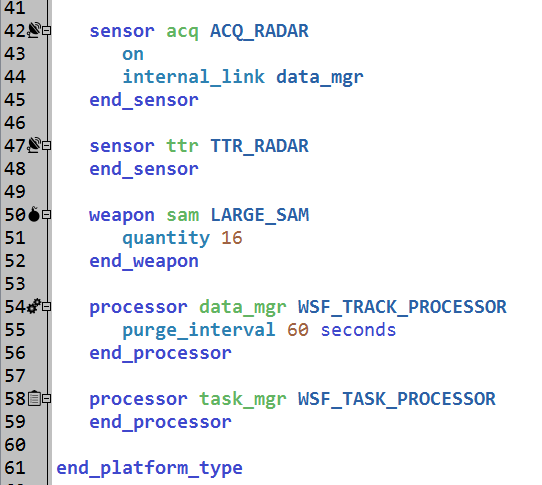 41
42 sensor acq ACQ_RADAR
43 on
44 internal_link data_mgr
45 end_sensor
46
47 sensor ttr TTR_RADAR
48 end_sensor
49
50 weapon sam LARGE_SAM
51 quantity 16
52 end_weapon
53
54 processor data_mgr WSF_TRACK_PROCESSOR
55 purge_interval 60 seconds
56 end_processor
57
58 processor task_mgr WSF_TASK_PROCESSOR
59 end_processor
60
61 end_platform_type